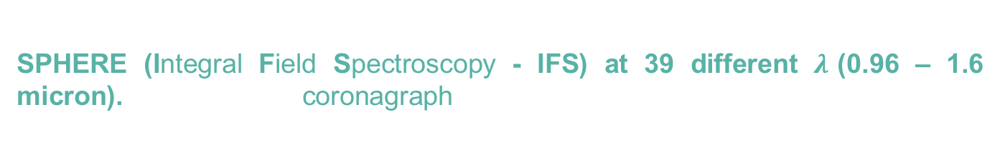 SPHERE (Integral Field Spectroscopy - IFS) at 39 different λ (0.96 – 1.6
micron). coronagraph